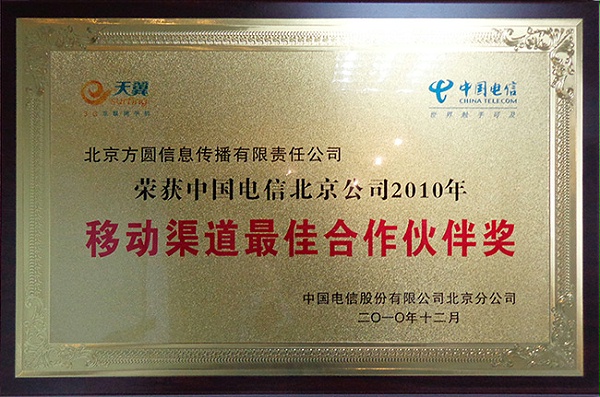 天翼
surfing
中国电信
CHINA TELECOM
世界触手可及
北京方圆信息传播有限责任公司
荣获中国电信北京公司2010年
移动渠道最佳合作伙伴奖
中国电信股份有限公司北京分公司
二〇一〇年十二月